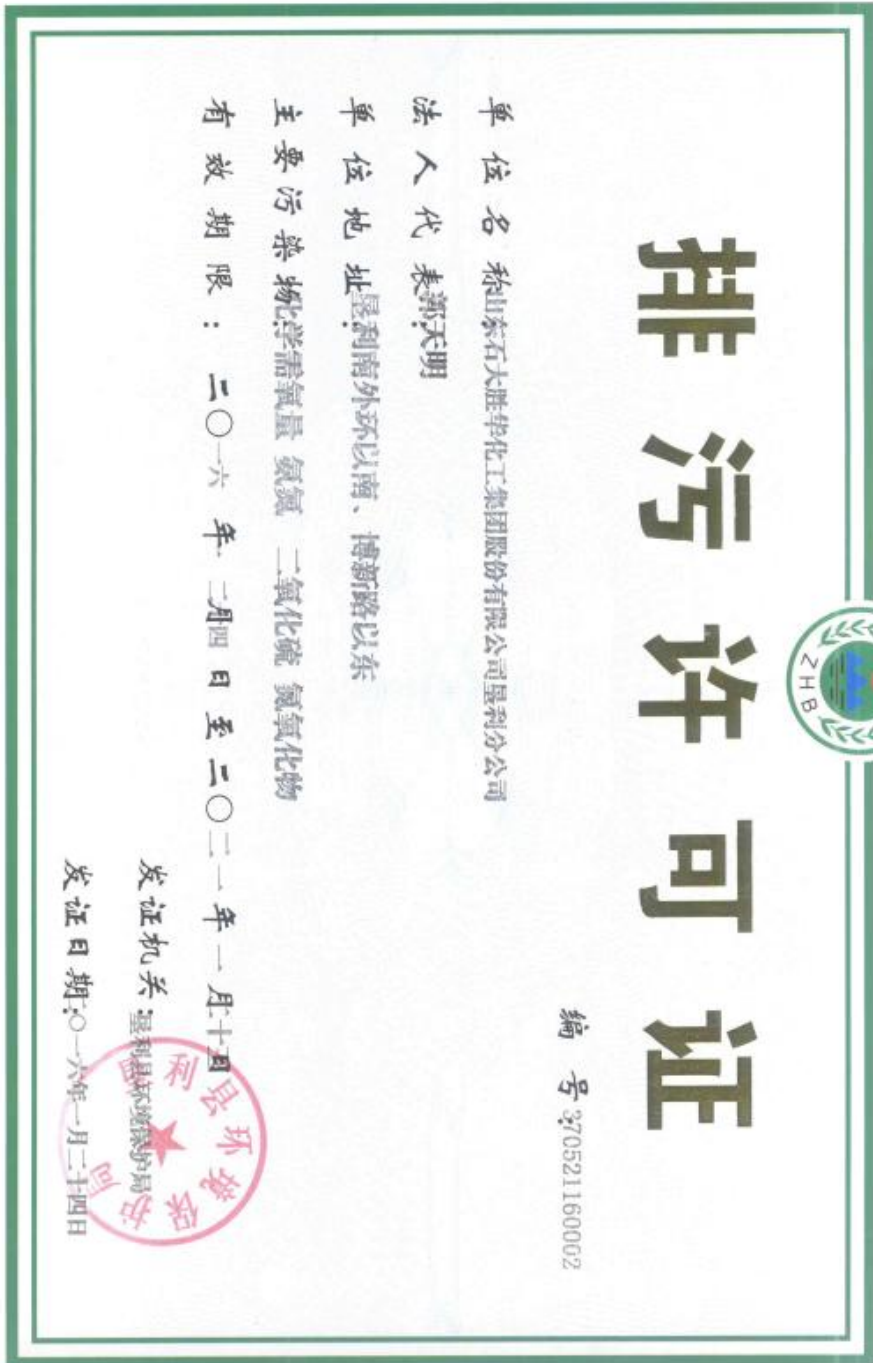 ZHB
排污许可证
编号:370521160002
单位名称:山东石大胜华化工集团股份有限公司垦利分公司
法人代表:郭天明
单位地址:垦利南外环以南、博新路以东
主要污染物:化学需氧量 氨氮 二氧化硫 氮氧化物
有效期限:二〇一六年 二月四日至二〇二一年一月十日
发证机关:垦利县环境保护局
发证日期:〇一六年一月二十四日
垦利县环境保护局